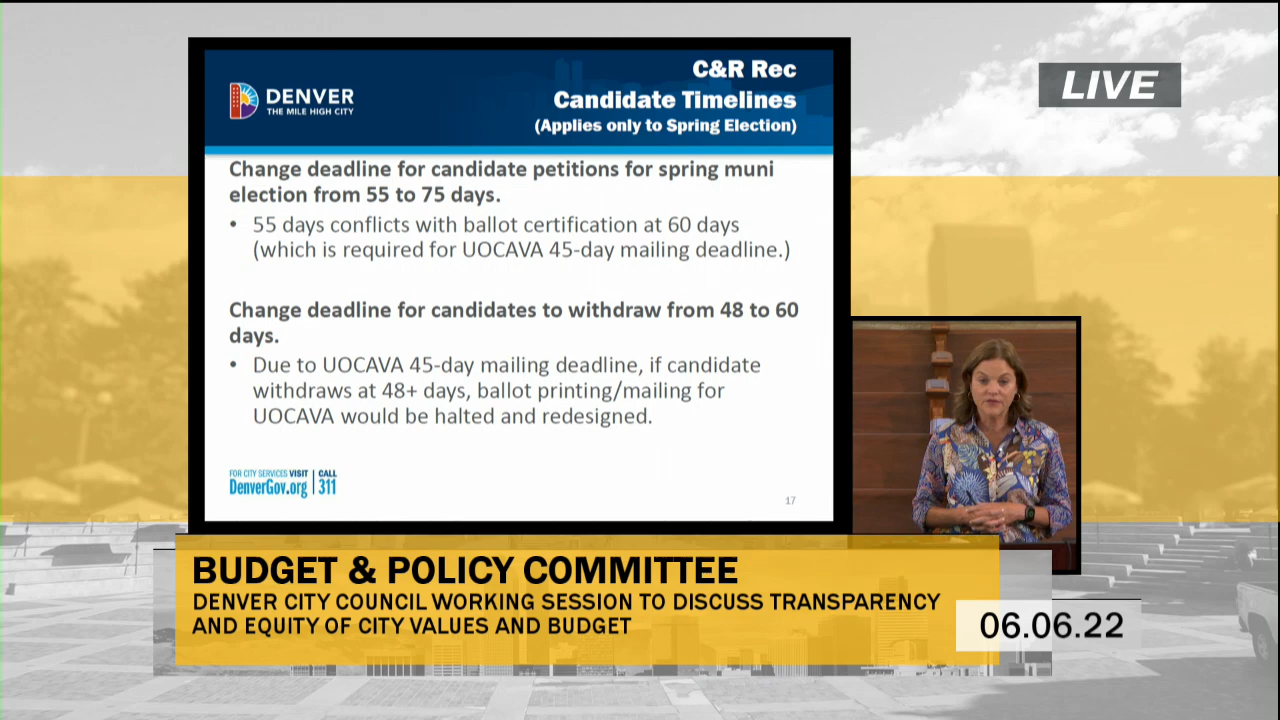 C&R Rec
Candidate Timelines
(Applies only to Spring Election)
DENVER
THE MILE HIGH CITY
LIVE
Change deadline for candidate petitions for spring muni
election from 55 to 75 days.
• 55 days conflicts with ballot certification at 60 days
(which is required for UOCAVA 45-day mailing deadline.)
Change deadline for candidates to withdraw from 48 to 60
days.
• Due to UOCAVA 45-day mailing deadline, if candidate
withdraws at 48+ days, ballot printing/mailing for
UOCAVA would be halted and redesigned.
FOR CITY SERVICES VISIT | CALL
DenverGov.org | 311
17
BUDGET & POLICY COMMITTEE
DENVER CITY COUNCIL WORKING SESSION TO DISCUSS TRANSPARENCY
AND EQUITY OF CITY VALUES AND BUDGET
06.06.22